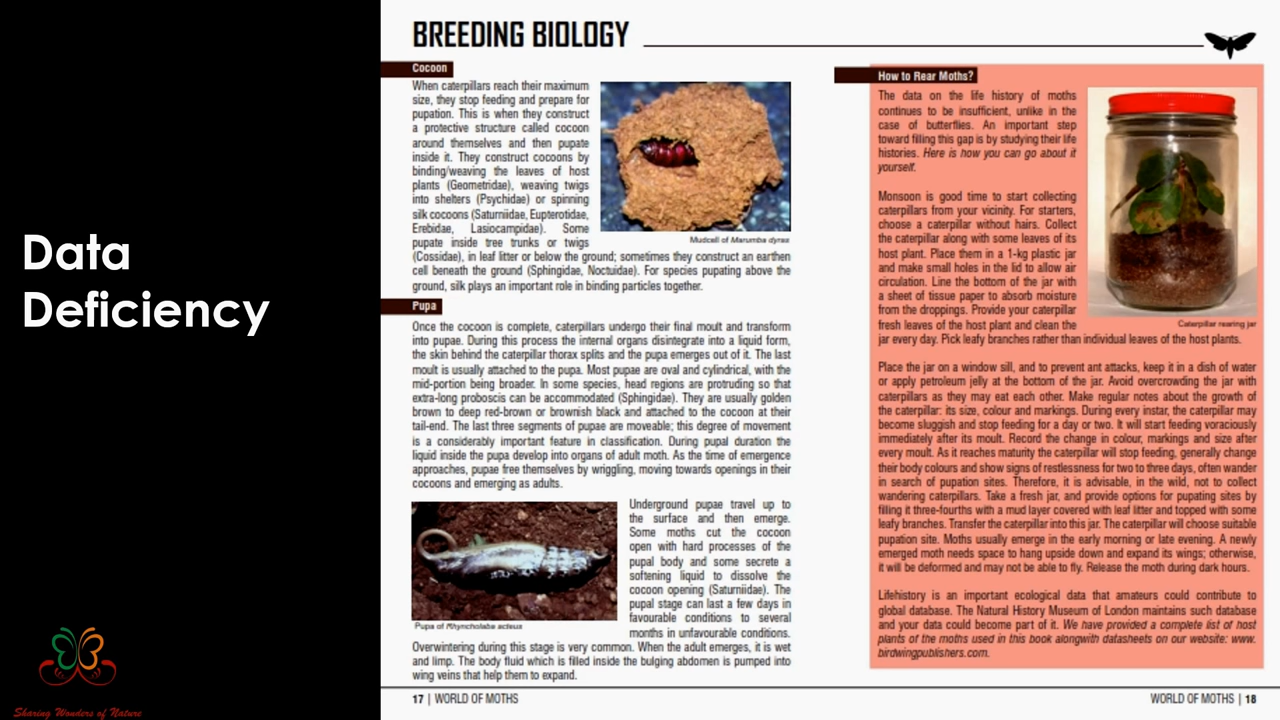 Data
Deficiency
Sharing Wonders of Nature
BREEDING BIOLOGY
Cocoon
When caterpillars reach their maximum
size, they stop feeding and prepare for
pupation. This is when they construct
a protective structure called cocoon
around themselves and then pupate
inside it. They construct cocoons by
binding/weaving the leaves of host
plants (Geometridae), weaving twigs
into shelters (Psychidae) or spinning
silk cocoons (Saturniidae, Eupterotidae,
Erebidae, Lasiocampidae). Some
pupate inside tree trunks or twigs
(Cossidae), in leaf litter or below the ground; sometimes they construct an earthen
cell beneath the ground (Sphingidae, Noctuidae). For species pupating above the
ground, silk plays an important role in binding particles together.
Mudcell of Marumba dyras
Pupa
Once the cocoon is complete, caterpillars undergo their final moult and transform
into pupae. During this process the internal organs disintegrate into a liquid form,
the skin behind the caterpillar thorax splits and the pupa emerges out of it. The last
moult is usually attached to the pupa. Most pupae are oval and cylindrical, with the
mid-portion being broader. In some species, head regions are protruding so that
extra-long proboscis can be accommodated (Sphingidae). They are usually golden
brown to deep red-brown or brownish black and attached to the cocoon at their
tail-end. The last three segments of pupae are moveable; this degree of movement
is a considerably important feature in classification. During pupal duration the
liquid inside the pupa develop into organs of adult moth. As the time of emergence
approaches, pupae free themselves by wriggling, moving towards openings in their
cocoons and emerging as adults.
Underground pupae travel up to
the surface and then emerge.
Some moths cut the cocoon
open with hard processes of the
pupal body and some secrete a
softening liquid to dissolve the
cocoon opening (Saturniidae). The
pupal stage can last a few days in
favourable conditions to several
months in unfavourable conditions.
Pupa of Rhyncholaba acteus
Overwintering during this stage is very common. When the adult emerges, it is wet
and limp. The body fluid which is filled inside the bulging abdomen is pumped into
wing veins that help them to expand.
17 | WORLD OF MOTHS
How to Rear Moths?
The data on the life history of moths
continues to be insufficient, unlike in the
case of butterflies. An important step
toward filling this gap is by studying their life
histories. Here is how you can go about it
yourself.
Monsoon is good time to start collecting
caterpillars from your vicinity. For starters,
choose a caterpillar without hairs. Collect
the caterpillar along with some leaves of its
host plant. Place them in a 1-kg plastic jar
and make small holes in the lid to allow air
circulation. Line the bottom of the jar with
a sheet of tissue paper to absorb moisture
from the droppings. Provide your caterpillar
fresh leaves of the host plant and clean the
jar every day. Pick leafy branches rather than individual leaves of the host plants.
Caterpillar rearing jar
Place the jar on a window sill, and to prevent ant attacks, keep it in a dish of water
or apply petroleum jelly at the bottom of the jar. Avoid overcrowding the jar with
caterpillars as they may eat each other. Make regular notes about the growth of
the caterpillar: its size, colour and markings. During every instar, the caterpillar may
become sluggish and stop feeding for a day or two. It will start feeding voraciously
immediately after its moult. Record the change in colour, markings and size after
every moult. As it reaches maturity the caterpillar will stop feeding, generally change
their body colours and show signs of restlessness for two to three days, often wander
in search of pupation sites. Therefore, it is advisable, in the wild, not to collect
wandering caterpillars. Take a fresh jar, and provide options for pupating sites by
filling it three-fourths with a mud layer covered with leaf litter and topped with some
leafy branches. Transfer the caterpillar into this jar. The caterpillar will choose suitable
pupation site. Moths usually emerge in the early morning or late evening. A newly
emerged moth needs space to hang upside down and expand its wings; otherwise,
it will be deformed and may not be able to fly. Release the moth during dark hours.
Lifehistory is an important ecological data that amateurs could contribute to
global database. The Natural History Museum of London maintains such database
and your data could become part of it. We have provided a complete list of host
plants of the moths used in this book alongwith datasheets on our website: www.
birdwingpublishers.com.
WORLD OF MOTHS | 18